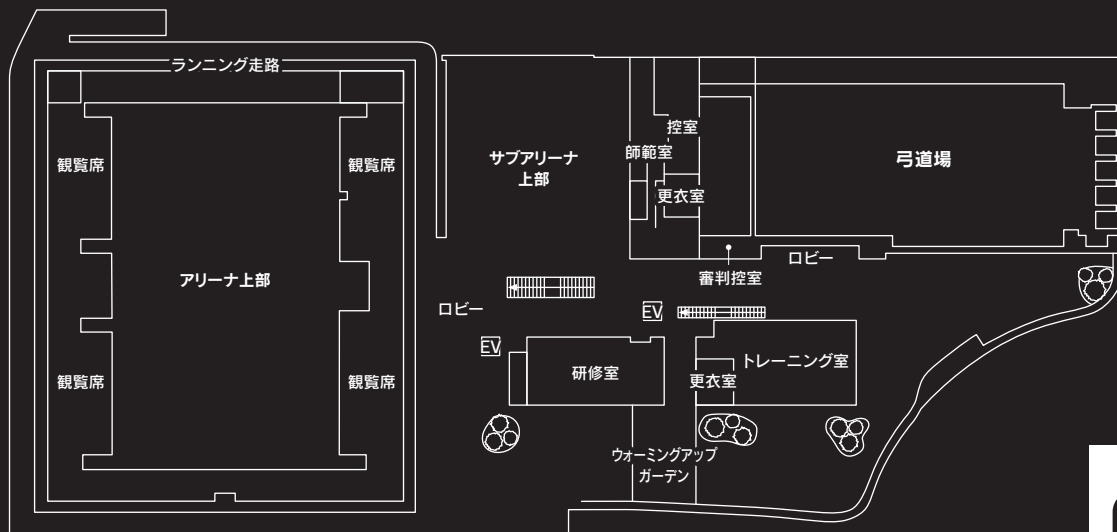 ランニング走路
観覧席
観覧席
アリーナ上部
観覧席
観覧席
サブアリーナ
上部
控室
師範室
更衣室
弓道場
審判控室
ロビー
ロビー
EV
EV
研修室
更衣室
トレーニング室
ウォーミングアップ
ガーデン